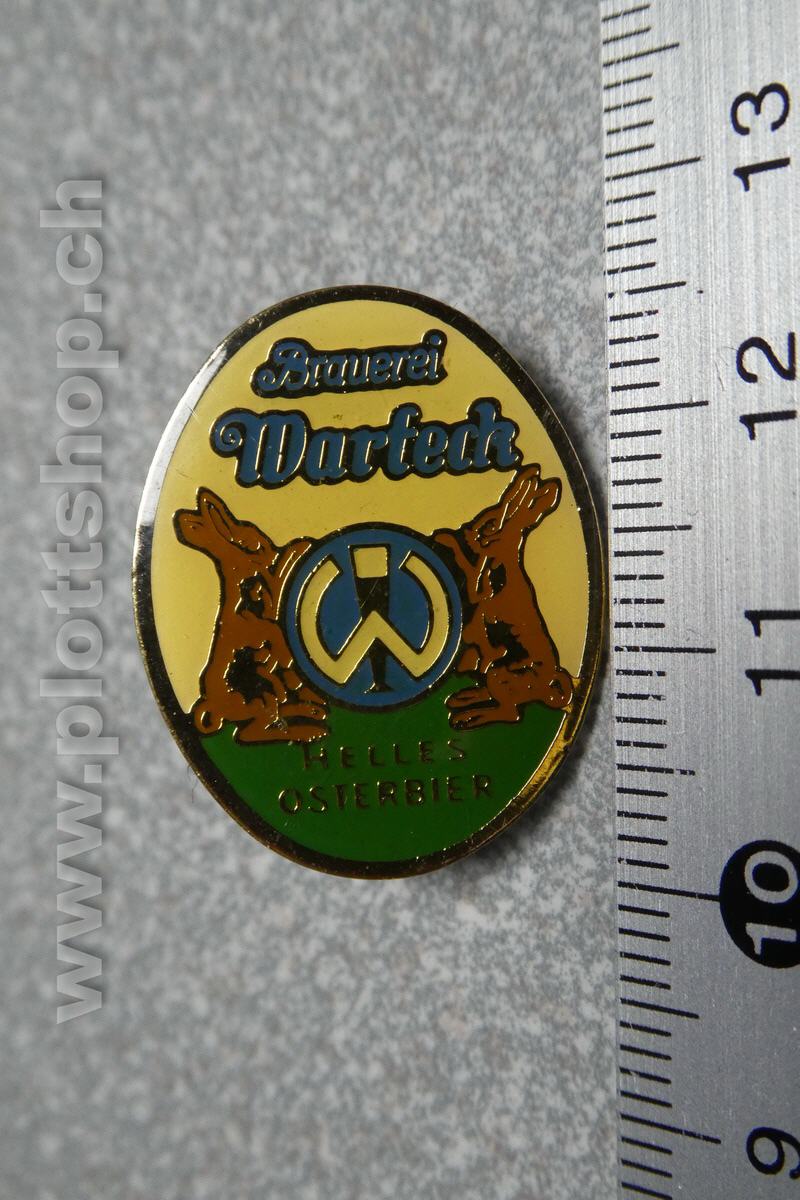 Brauerei
Warteck
W
HELLES
OSTERBIER
www.plottshop.ch
13
12
11
10
9